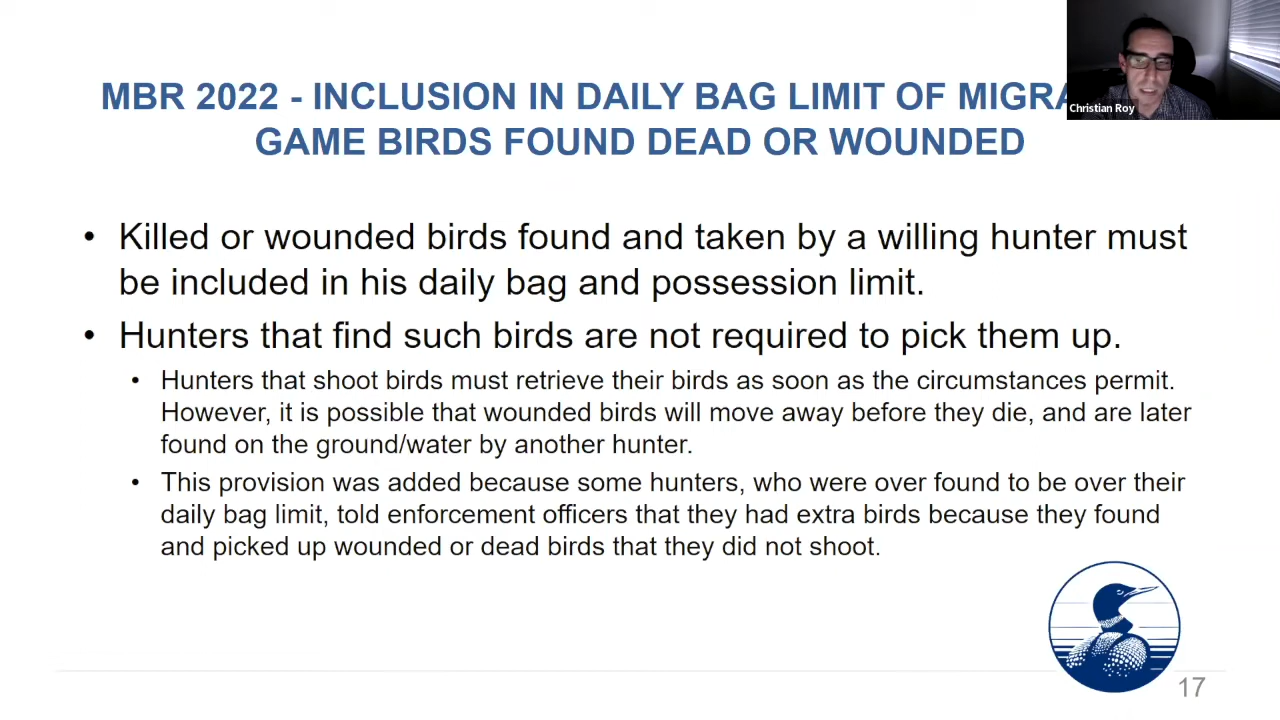 MBR 2022 - INCLUSION IN DAILY BAG LIMIT OF
Christian Roy
GAME BIRDS FOUND DEAD OR WOUNDED
• Killed or wounded birds found and taken by a willing hunter must
be included in his daily bag and possession limit.
• Hunters that find such birds are not required to pick them up.
• Hunters that shoot birds must retrieve their birds as soon as the circumstances permit.
However, it is possible that wounded birds will move away before they die, and are later
found on the ground/water by another hunter.
• This provision was added because some hunters, who were over found to be over their
daily bag limit, told enforcement officers that they had extra birds because they found
and picked up wounded or dead birds that they did not shoot.
17